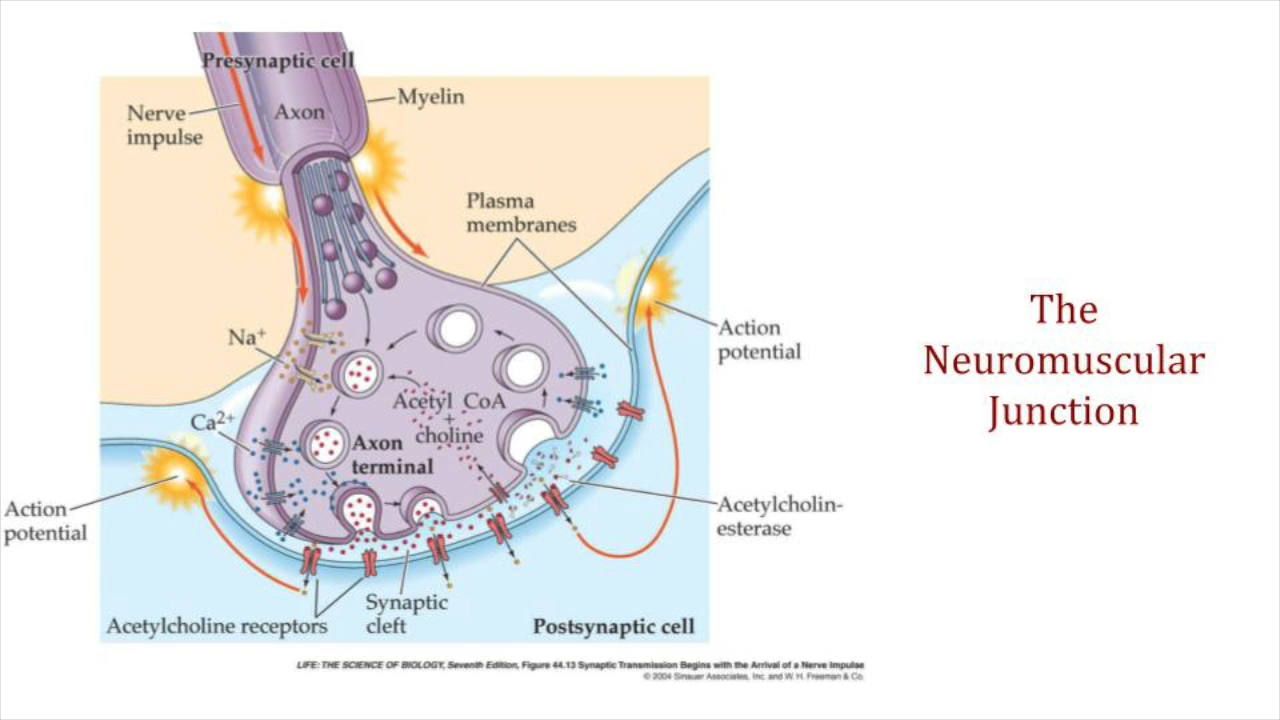 Presynaptic cell
Nerve
impulse
Axon
Myelin
Plasma
membranes
Na⁺
Action
potential
Ca²⁺
Acetyl CoA
+
choline
Axon
terminal
Action
potential
Acetylcholin-
esterase
Acetylcholine receptors
Synaptic
cleft
Postsynaptic cell
LIFE: THE SCIENCE OF BIOLOGY, Seventh Edition, Figure 44.13 Synaptic Transmission Begins with the Arrival of a Nerve Impulse
© 2004 Sinauer Associates, Inc. and W. H. Freeman & Co.
The
Neuromuscular
Junction